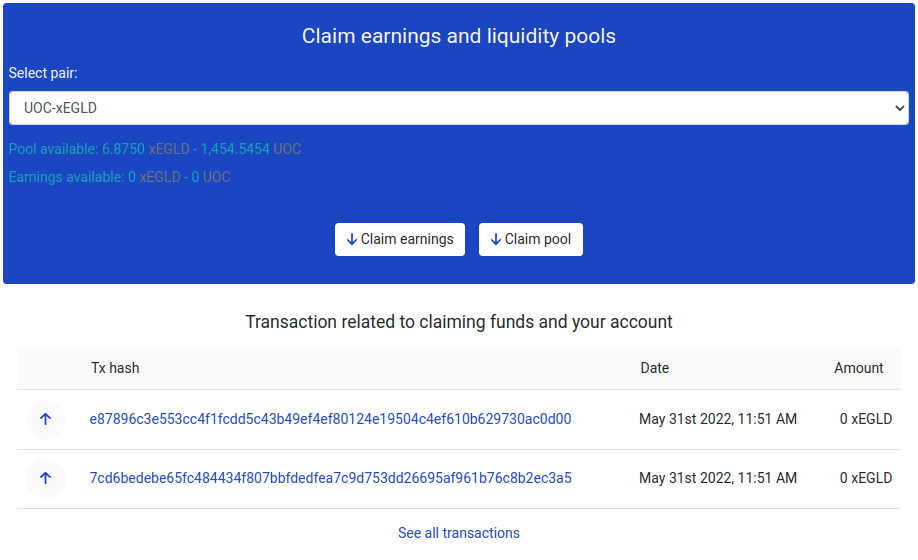 Claim earnings and liquidity pools
Select pair:
UOC-xEGLD
Pool available: 6.8750 xEGLD - 1,454.5454 UOC
Earnings available: 0 xEGLD - 0 UOC
↓ Claim earnings ↓ Claim pool
Transaction related to claiming funds and your account
Tx hash Date Amount
↑ e87896c3e553cc4f1fcdd5c43b49ef4ef80124e19504c4ef610b629730ac0d00 May 31st 2022, 11:51 AM 0 xEGLD
↑ 7cd6bedebe65fc484434f807bbfdedfea7c9d753dd26695af961b76c8b2ec3a5 May 31st 2022, 11:51 AM 0 xEGLD
See all transactions